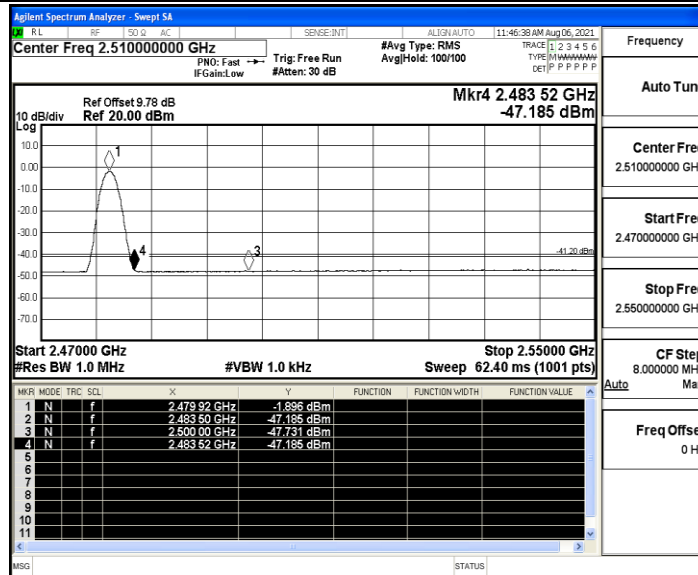 Agilent Spectrum Analyzer - Swept SA
RL RF 50 Ω AC SENSE:INT ALIGN AUTO 11:46:38 AM Aug 06, 2021
Center Freq 2.510000000 GHz
PNO: Fast Trig: Free Run
IFGain:Low #Atten: 30 dB
#Avg Type: RMS
Avg|Hold: 100/100
TRACE 1 2 3 4 5 6
TYPE M WWWWW
DET P P P P P P
Frequency
Mkr4 2.483 52 GHz
-47.185 dBm
Ref Offset 9.78 dB
10 dB/div Ref 20.00 dBm
Log
10.0
0.00
-10.0
-20.0
-30.0
-40.0
-50.0
-60.0
-70.0
1
4
3
-41.20 dBm
Start 2.47000 GHz Stop 2.55000 GHz
#Res BW 1.0 MHz #VBW 1.0 kHz Sweep 62.40 ms (1001 pts)
MKR MODE TRC SCL X Y FUNCTION FUNCTION WIDTH FUNCTION VALUE
1 N f 2.479 92 GHz -1.896 dBm
2 N f 2.483 50 GHz -47.185 dBm
3 N f 2.500 00 GHz -47.731 dBm
4 N f 2.483 52 GHz -47.185 dBm
5
6
7
8
9
10
11
MSG STATUS
Auto Tun
Center Fre
2.510000000 GH
Start Fre
2.470000000 GH
Stop Fre
2.550000000 GH
CF Step
8.000000 MH
Auto Ma
Freq Offse
0 H